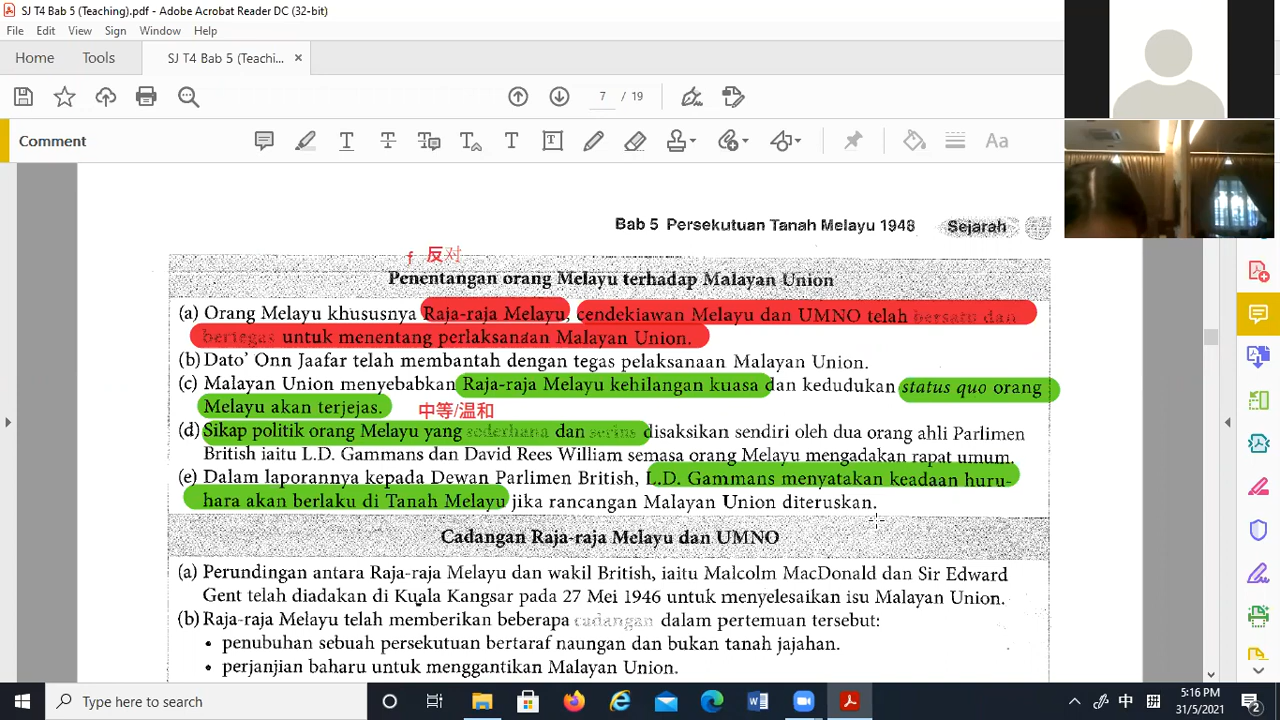 SJ T4 Bab 5 (Teaching).pdf - Adobe Acrobat Reader DC (32-bit)
File Edit View Sign Window Help
Home Tools SJ T4 Bab 5 (Teachi... ×
7 / 19
Comment
Aa
Bab 5 Persekutuan Tanah Melayu 1948 Sejarah
反对
Penentangan orang Melayu terhadap Malayan Union
(a) Orang Melayu khususnya Raja-raja Melayu, cendekiawan Melayu dan UMNO telah bersatu dan
bertegas untuk menentang perlaksanaan Malayan Union.
(b) Dato' Onn Jaafar telah membantah dengan tegas pelaksanaan Malayan Union.
(c) Malayan Union menyebabkan Raja-raja Melayu kehilangan kuasa dan kedudukan status quo orang
Melayu akan terjejas.
中等/温和
(d) Sikap politik orang Melayu yang sederhana dan serius disaksikan sendiri oleh dua orang ahli Parlimen
British iaitu L.D. Gammans dan David Rees William semasa orang Melayu mengadakan rapat umum.
(e) Dalam laporannya kepada Dewan Parlimen British, L.D. Gammans menyatakan keadaan huru-
hara akan berlaku di Tanah Melayu jika rancangan Malayan Union diteruskan.
Cadangan Raja-raja Melayu dan UMNO
(a) Perundingan antara Raja-raja Melayu dan wakil British, iaitu Malcolm MacDonald dan Sir Edward
Gent telah diadakan di Kuala Kangsar pada 27 Mei 1946 untuk menyelesaikan isu Malayan Union.
(b) Raja-raja Melayu telah memberikan beberapa cadangan dalam pertemuan tersebut:
• penubuhan sebuah persekutuan bertaraf naungan dan bukan tanah jajahan.
• perjanjian baharu untuk menggantikan Malayan Union.
Type here to search
中
拼
5:16 PM
31/5/2021
2